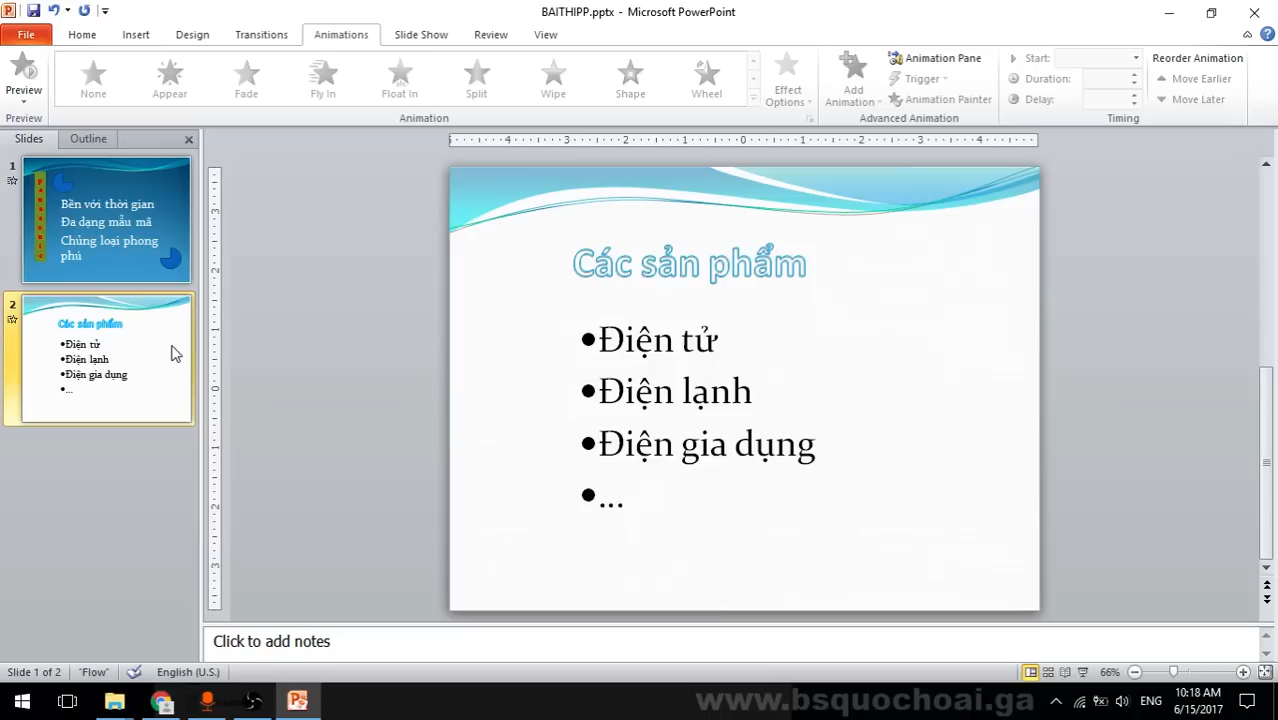 BAITHIPP.pptx - Microsoft PowerPoint
File Home Insert Design Transitions Animations Slide Show Review View
Preview
None Appear Fade Fly In Float In Split Wipe Shape Wheel
Effect Options
Add Animation
Animation Pane
Trigger
Animation Painter
Start:
Duration:
Delay:
Reorder Animation
Move Earlier
Move Later
Preview Animation Advanced Animation Timing
Slides Outline
1
Bền với thời gian
Đa dạng mẫu mã
Chủng loại phong
phú
2
Các sản phẩm
•Điện tử
•Điện lạnh
•Điện gia dụng
•...
Các sản phẩm
•Điện tử
•Điện lạnh
•Điện gia dụng
•...
Click to add notes
Slide 1 of 2 "Flow" English (U.S.) 66%
www.bsquochoai.ga
ENG
10:18 AM
6/15/2017